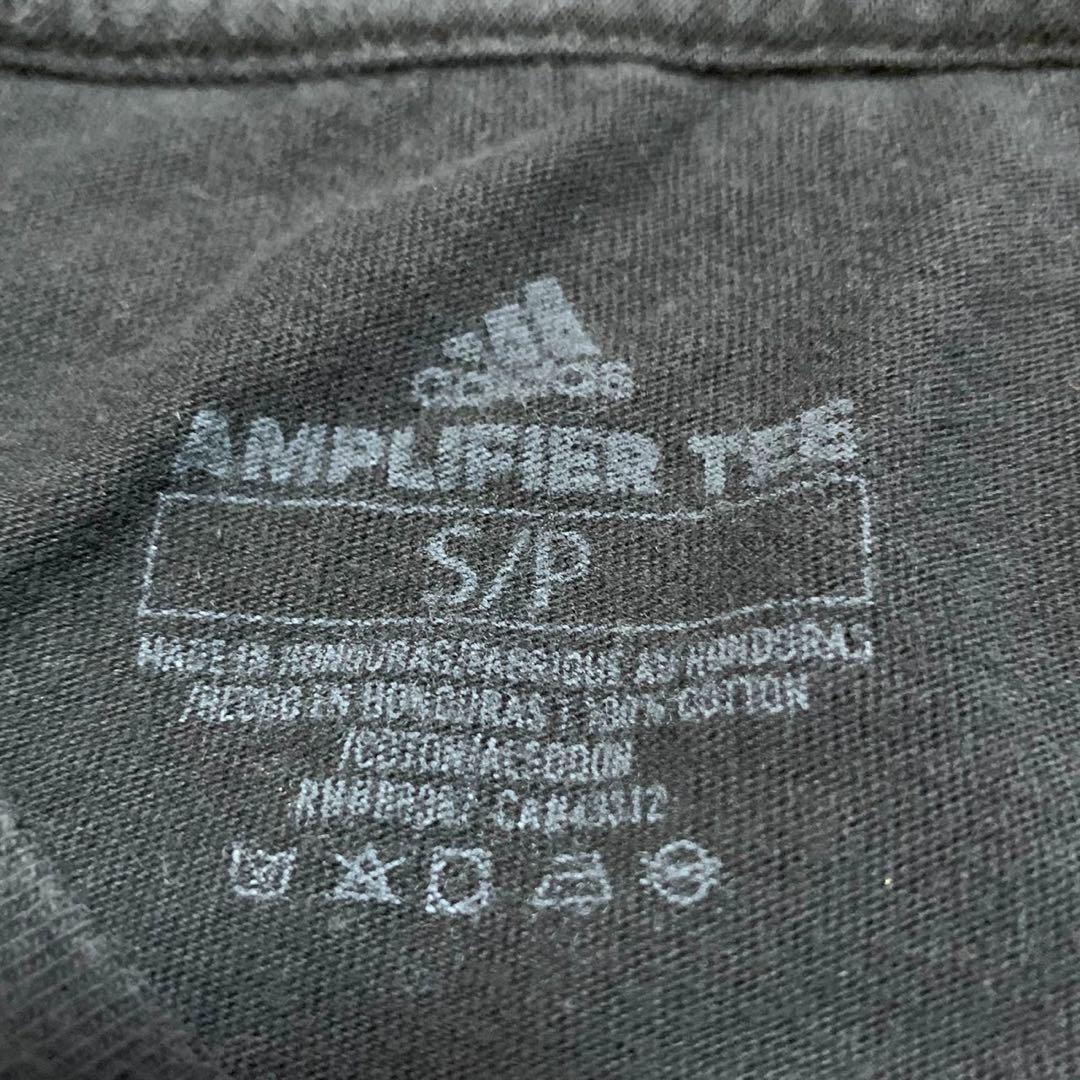 adidas
AMPLIFIER TEE
S/P
MADE IN HONDURAS/FABRIQUE AU HONDURAS
/HECHO EN HONDURAS 100% COTTON
/COTON/ALGODON